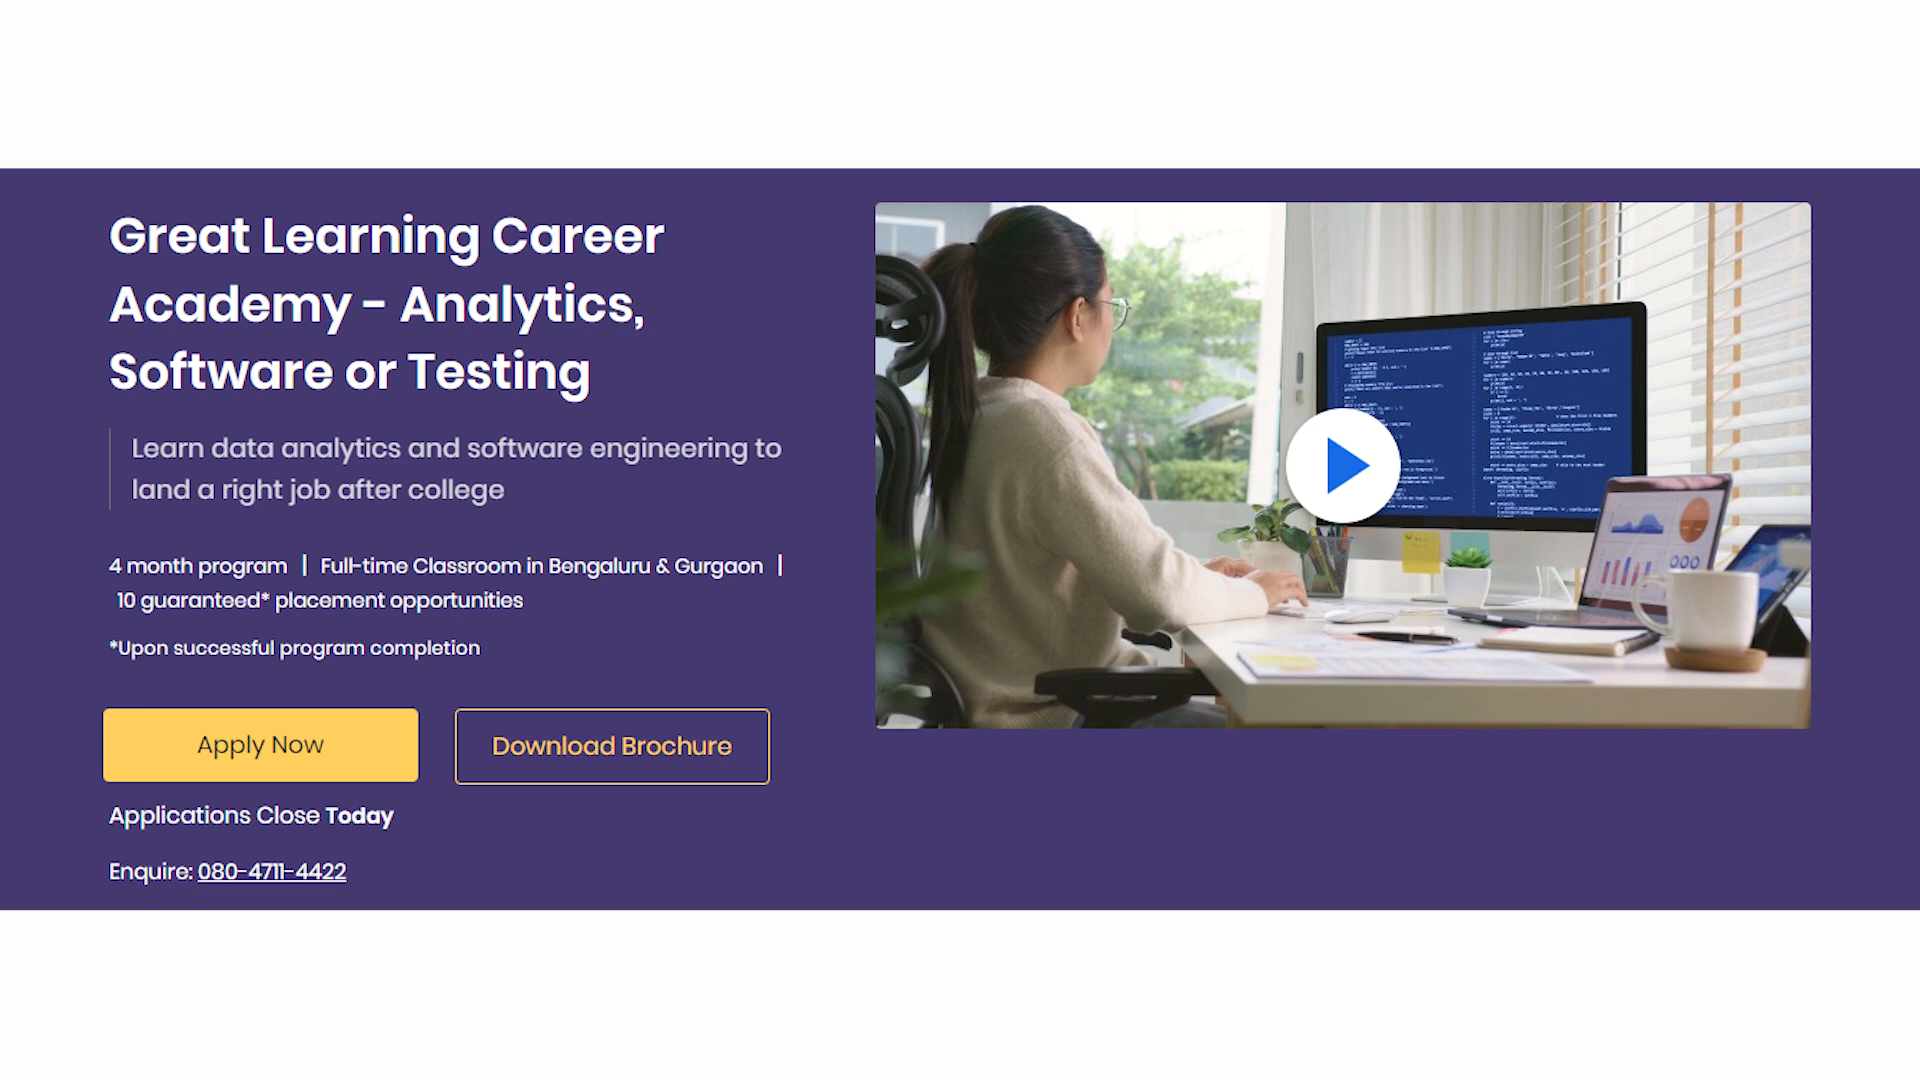 Great Learning Career
Academy - Analytics,
Software or Testing
Learn data analytics and software engineering to
land a right job after college
4 month program | Full-time Classroom in Bengaluru & Gurgaon |
10 guaranteed* placement opportunities
*Upon successful program completion
Apply Now
Download Brochure
Applications Close Today
Enquire: 080-4711-4422